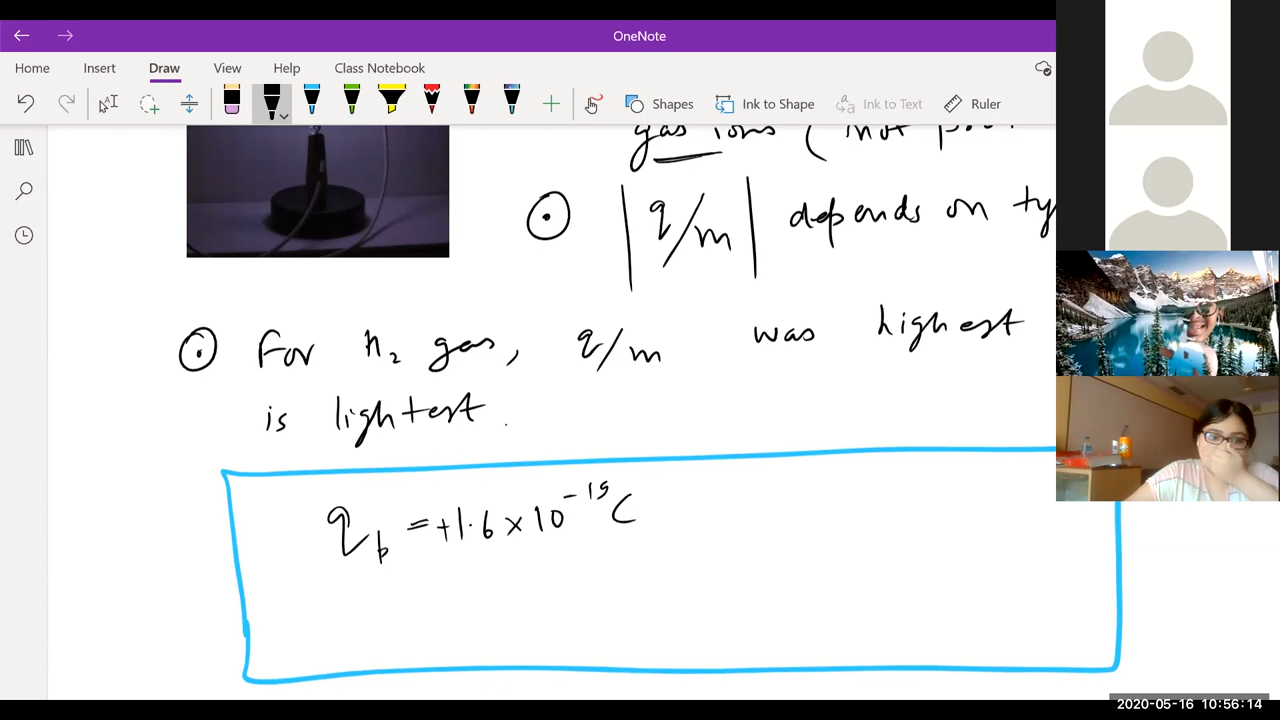 OneNote
Home Insert Draw View Help Class Notebook
Shapes Ink to Shape Ink to Text Ruler
gas ions (not
|q/m| depends on ty
For H₂ gas, q/m was highest
is lightest.
q_p = +1.6 × 10⁻¹⁹ C
2020-05-16 10:56:14